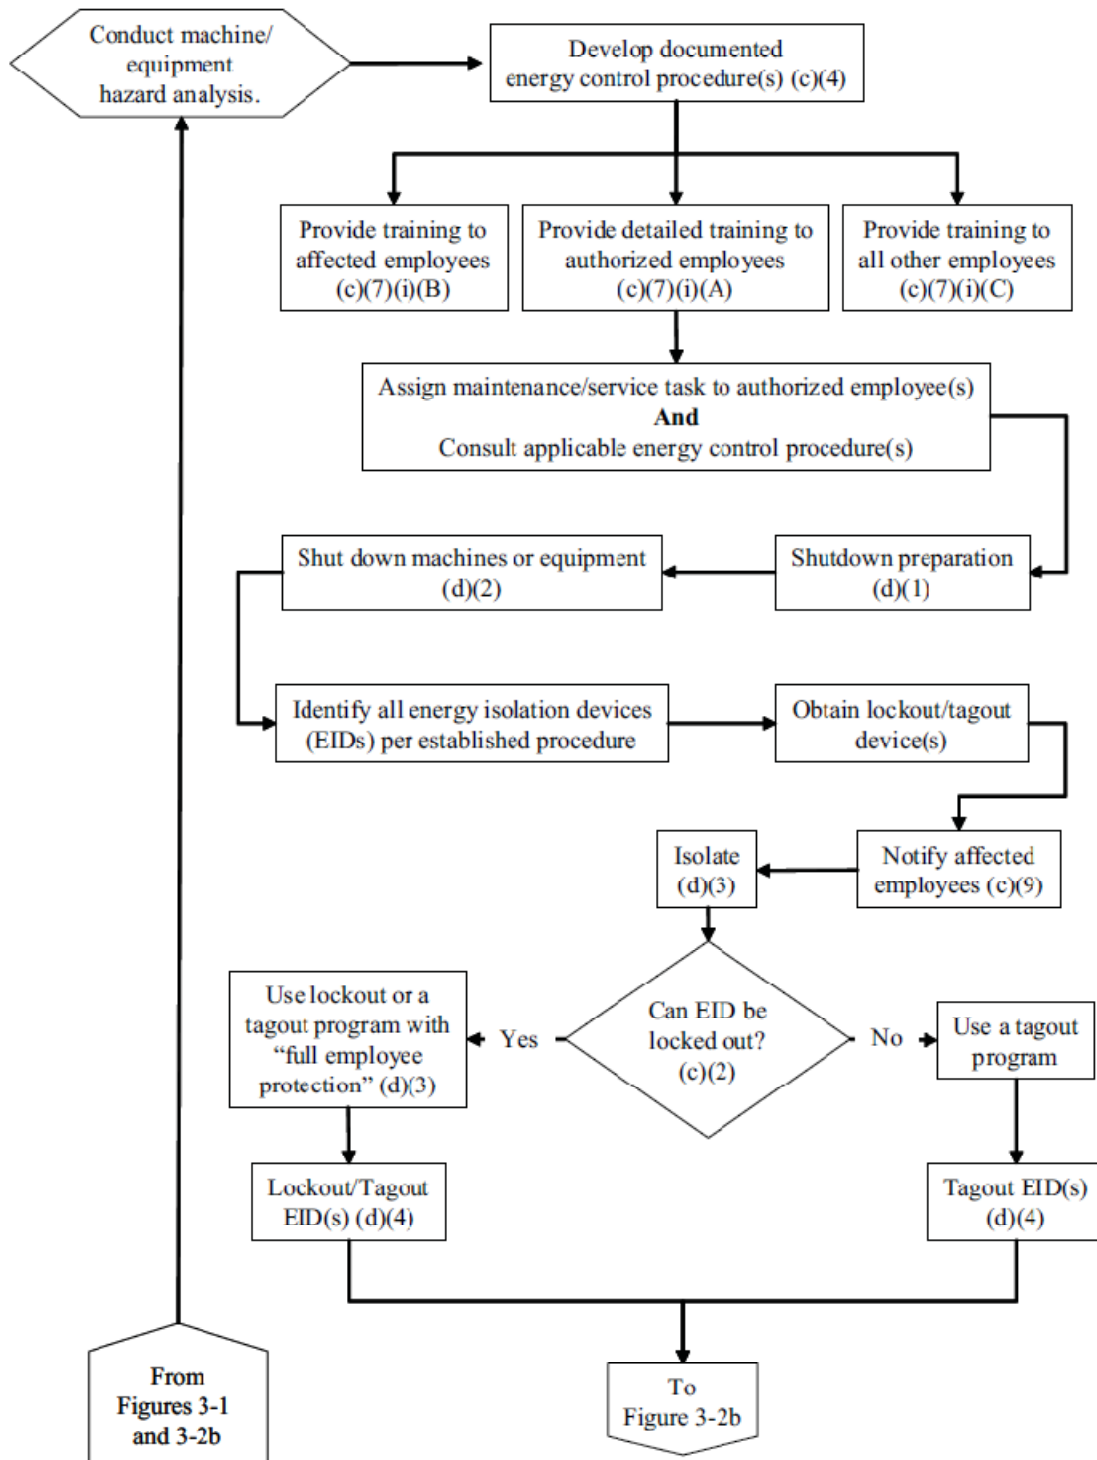 Conduct machine/
equipment
hazard analysis.
Develop documented
energy control procedure(s) (c)(4)
Provide training to
affected employees
(c)(7)(i)(B)
Provide detailed training to
authorized employees
(c)(7)(i)(A)
Provide training to
all other employees
(c)(7)(i)(C)
Assign maintenance/service task to authorized employee(s)
And
Consult applicable energy control procedure(s)
Shutdown preparation
(d)(1)
Shut down machines or equipment
(d)(2)
Identify all energy isolation devices
(EIDs) per established procedure
Obtain lockout/tagout
device(s)
Notify affected
employees (c)(9)
Isolate
(d)(3)
Can EID be
locked out?
(c)(2)
Yes
Use lockout or a
tagout program with
“full employee
protection” (d)(3)
Lockout/Tagout
EID(s) (d)(4)
No
Use a tagout
program
Tagout EID(s)
(d)(4)
To
Figure 3-2b
From
Figures 3-1
and 3-2b